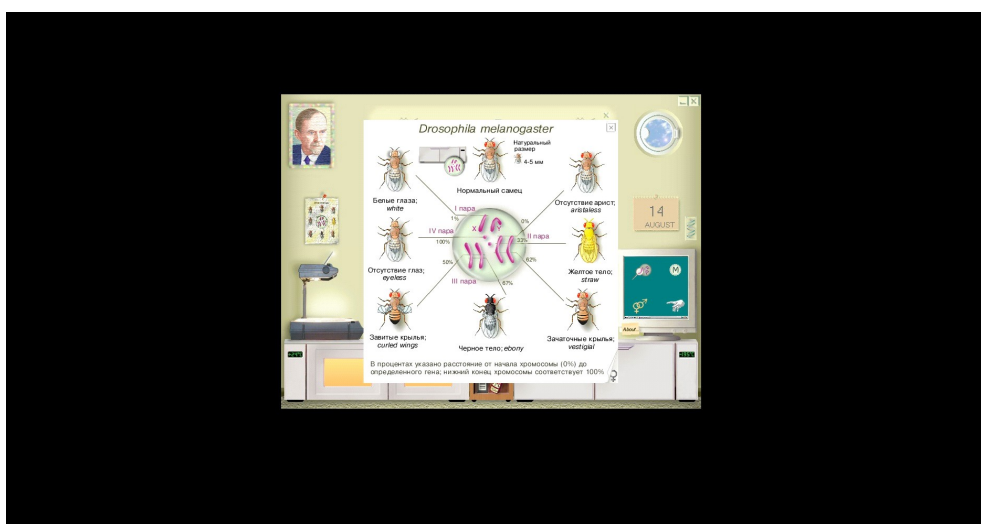 Drosophila melanogaster
Натуральный
размер
4-5 мм
Нормальный самец
Белые глаза;
white
Отсутствие арист;
aristaless
I пара
1%
0%
X
Y
IV пара
100%
II пара
33%
50%
62%
III пара
67%
Отсутствие глаз;
eyeless
Желтое тело;
straw
Завитые крылья;
curled wings
Черное тело; ebony
Зачаточные крылья;
vestigial
В процентах указано расстояние от начала хромосомы (0%) до
определенного гена; нижний конец хромосомы соответствует 100%
14
AUGUST
M
About...